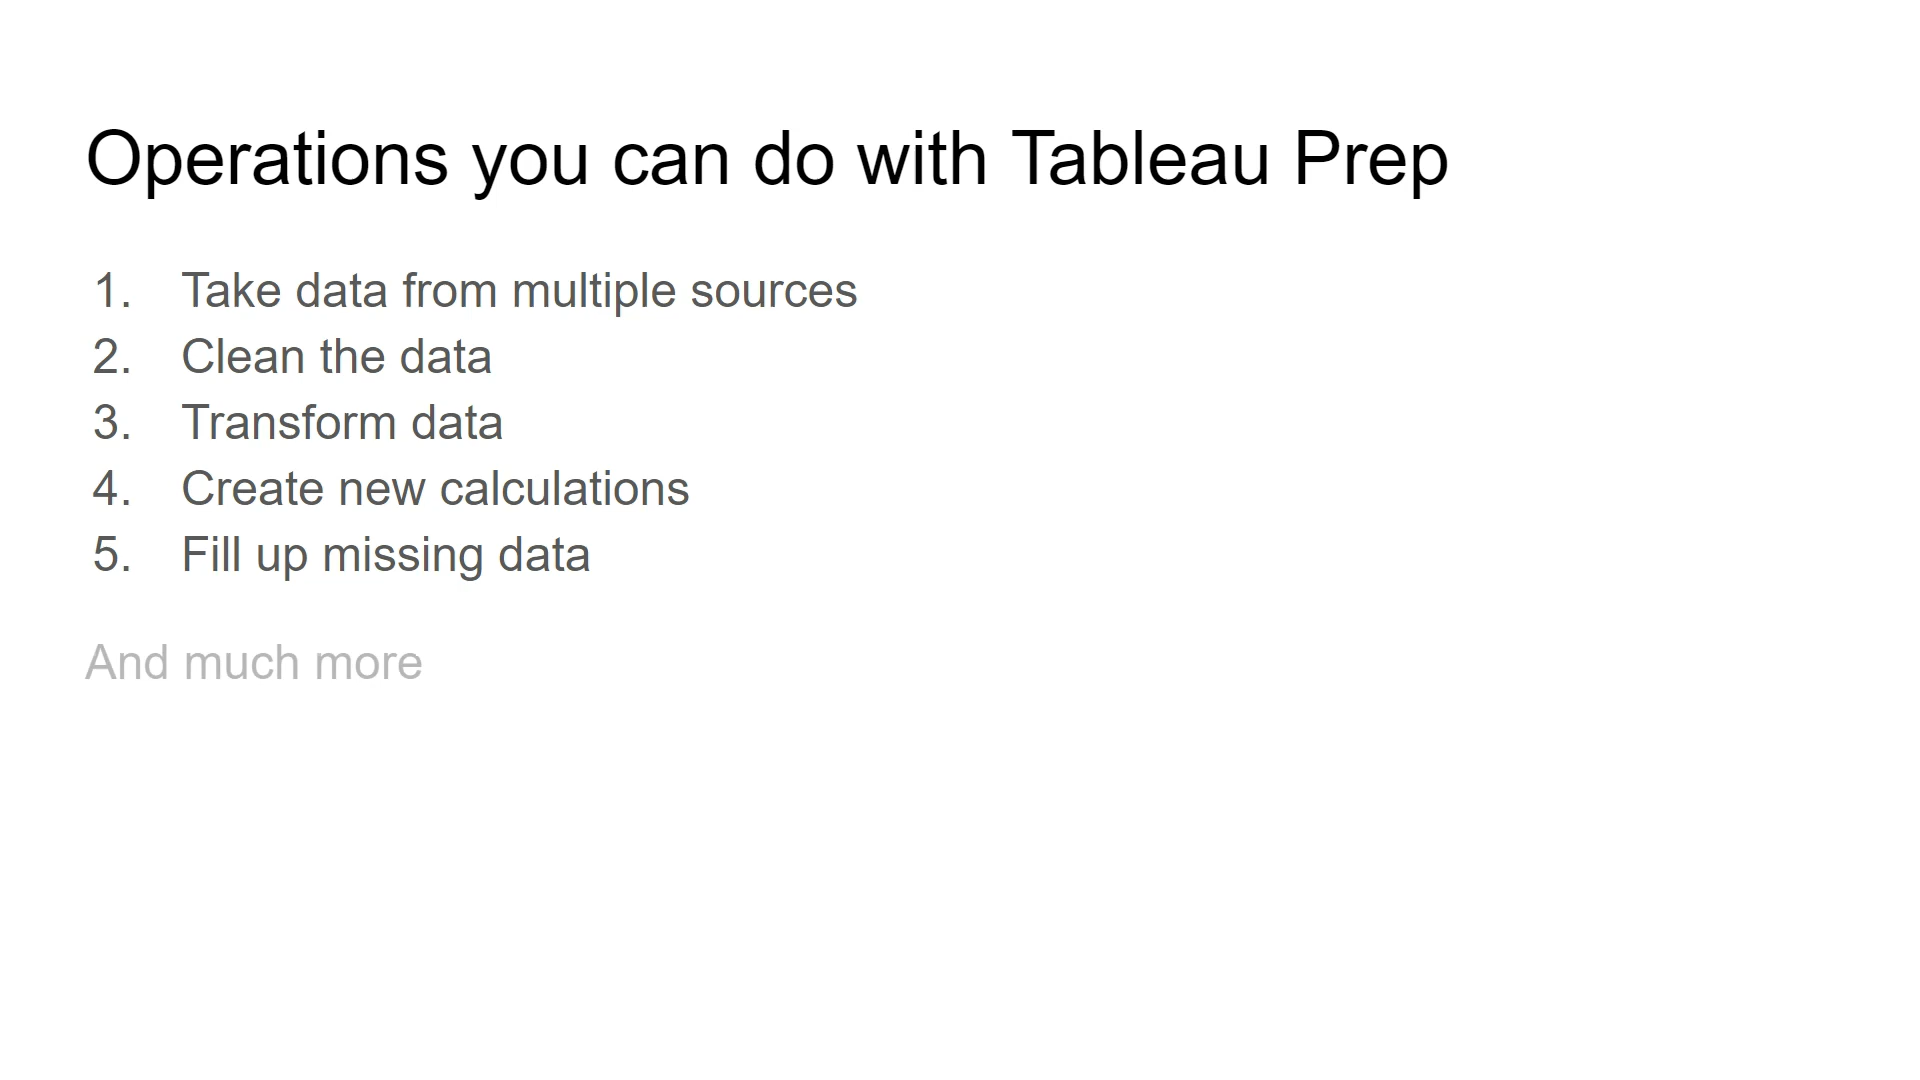 Operations you can do with Tableau Prep
1. Take data from multiple sources
2. Clean the data
3. Transform data
4. Create new calculations
5. Fill up missing data
And much more